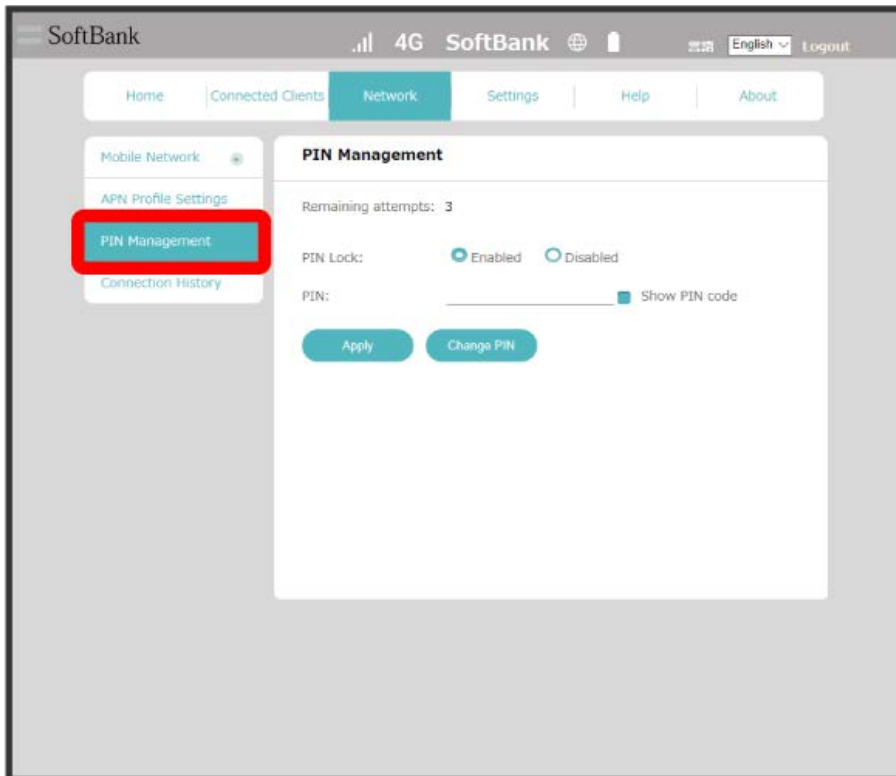 SoftBank
4G SoftBank
English
Logout
Home
Connected Clients
Network
Settings
Help
About
Mobile Network
APN Profile Settings
PIN Management
Connection History
PIN Management
Remaining attempts: 3
PIN Lock: Enabled Disabled
PIN: Show PIN code
Apply
Change PIN